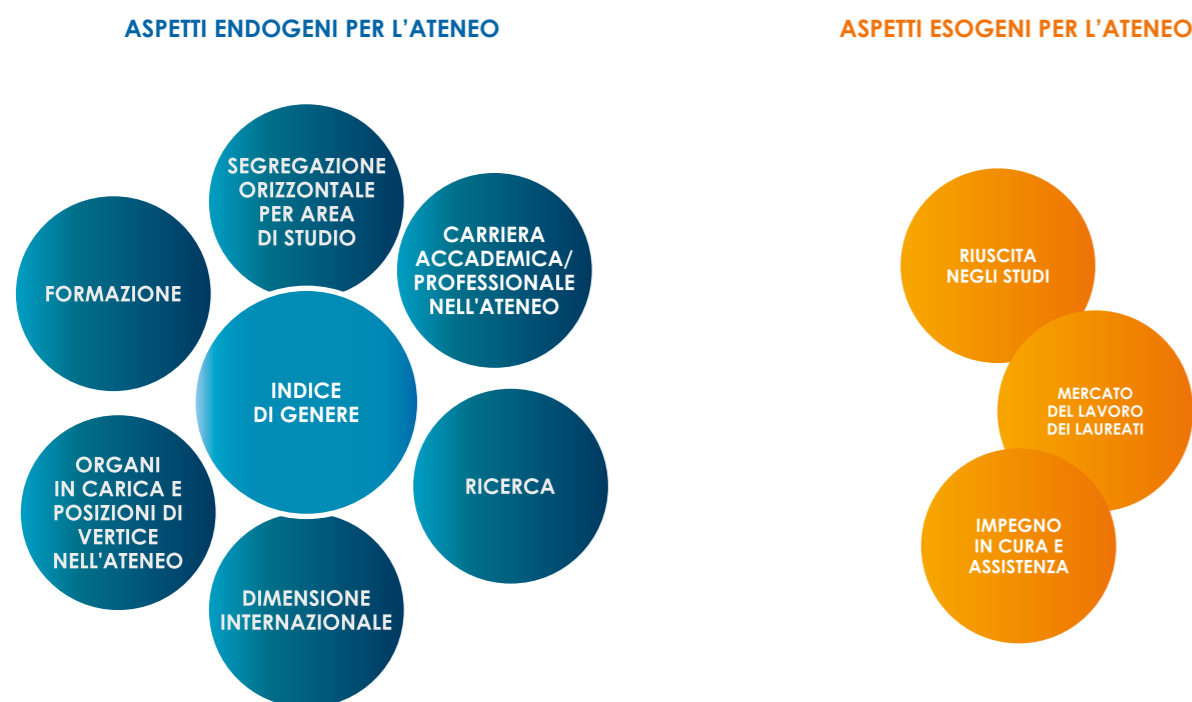 ASPETTI ENDOGENI PER L'ATENEO
ASPETTI ESOGENI PER L'ATENEO
SEGREGAZIONE
ORIZZONTALE
PER AREA
DI STUDIO
CARRIERA
ACCADEMICA/
PROFESSIONALE
NELL'ATENEO
FORMAZIONE
INDICE
DI GENERE
ORGANI
IN CARICA E
POSIZIONI DI
VERTICE
NELL'ATENEO
RICERCA
DIMENSIONE
INTERNAZIONALE
RIUSCITA
NEGLI STUDI
MERCATO
DEL LAVORO
DEI LAUREATI
IMPEGNO
IN CURA E
ASSISTENZA